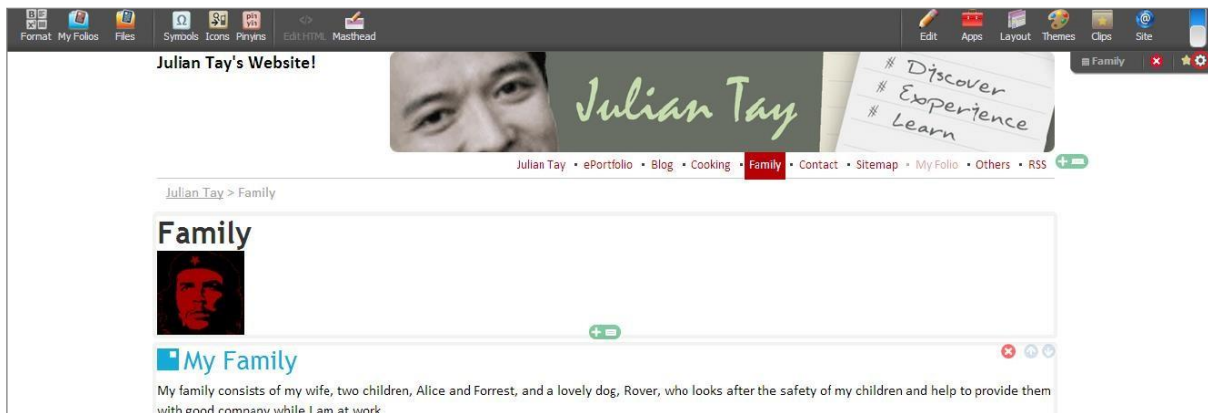 Format My Folios Files Symbols Icons Pinyins Edit HTML Masthead Edit Apps Layout Themes Clips Site
Julian Tay's Website!
Julian Tay
# Discover
# Experience
# Learn
Family
Julian Tay • ePortfolio • Blog • Cooking • Family • Contact • Sitemap • My Folio • Others • RSS
Julian Tay > Family
Family
My Family
My family consists of my wife, two children, Alice and Forrest, and a lovely dog, Rover, who looks after the safety of my children and help to provide them
with good company while I am at work.